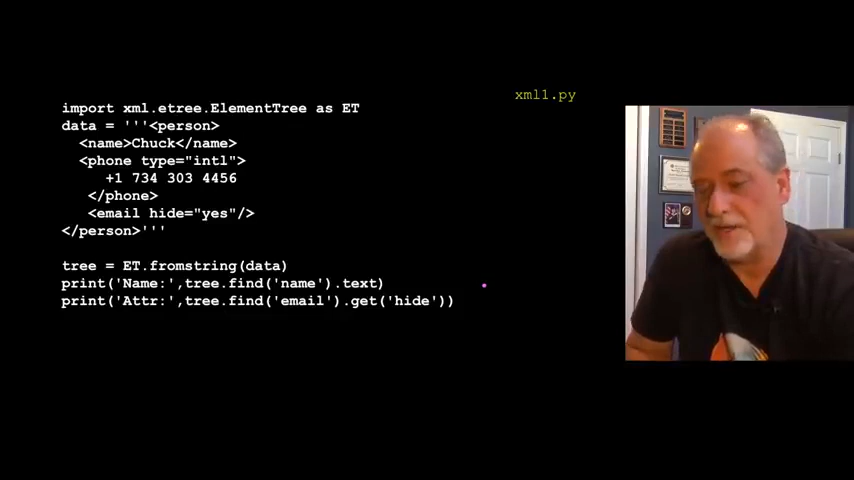 xml1.py
import xml.etree.ElementTree as ET
data = '''<person>
  <name>Chuck</name>
  <phone type="intl">
     +1 734 303 4456
   </phone>
   <email hide="yes"/>
</person>'''

tree = ET.fromstring(data)
print('Name:',tree.find('name').text)
print('Attr:',tree.find('email').get('hide'))